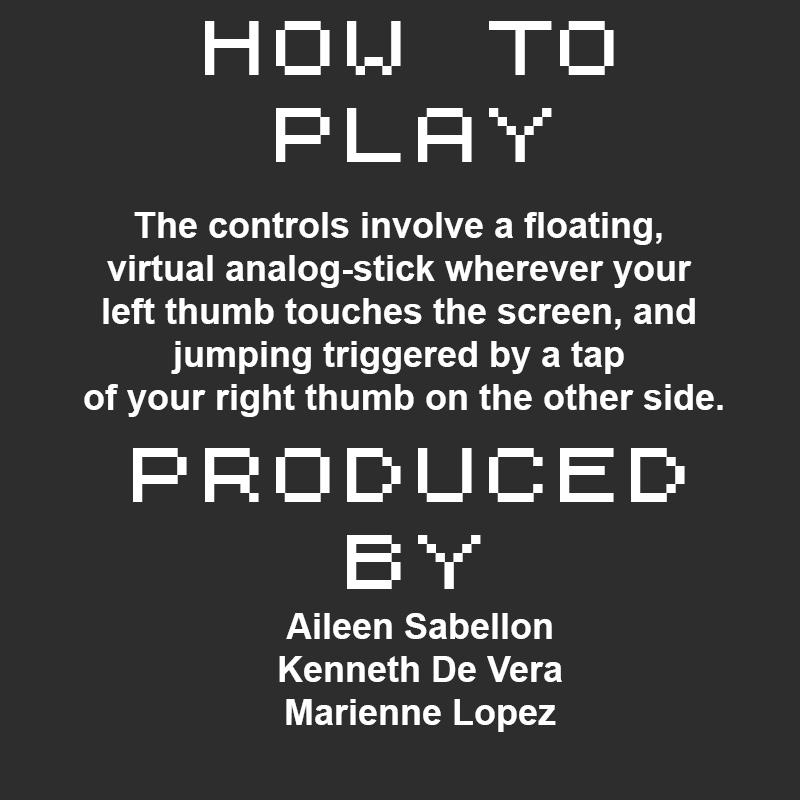 HOW TO
PLAY
The controls involve a floating,
virtual analog-stick wherever your
left thumb touches the screen, and
jumping triggered by a tap
of your right thumb on the other side.
PRODUCED
BY
Aileen Sabellon
Kenneth De Vera
Marienne Lopez